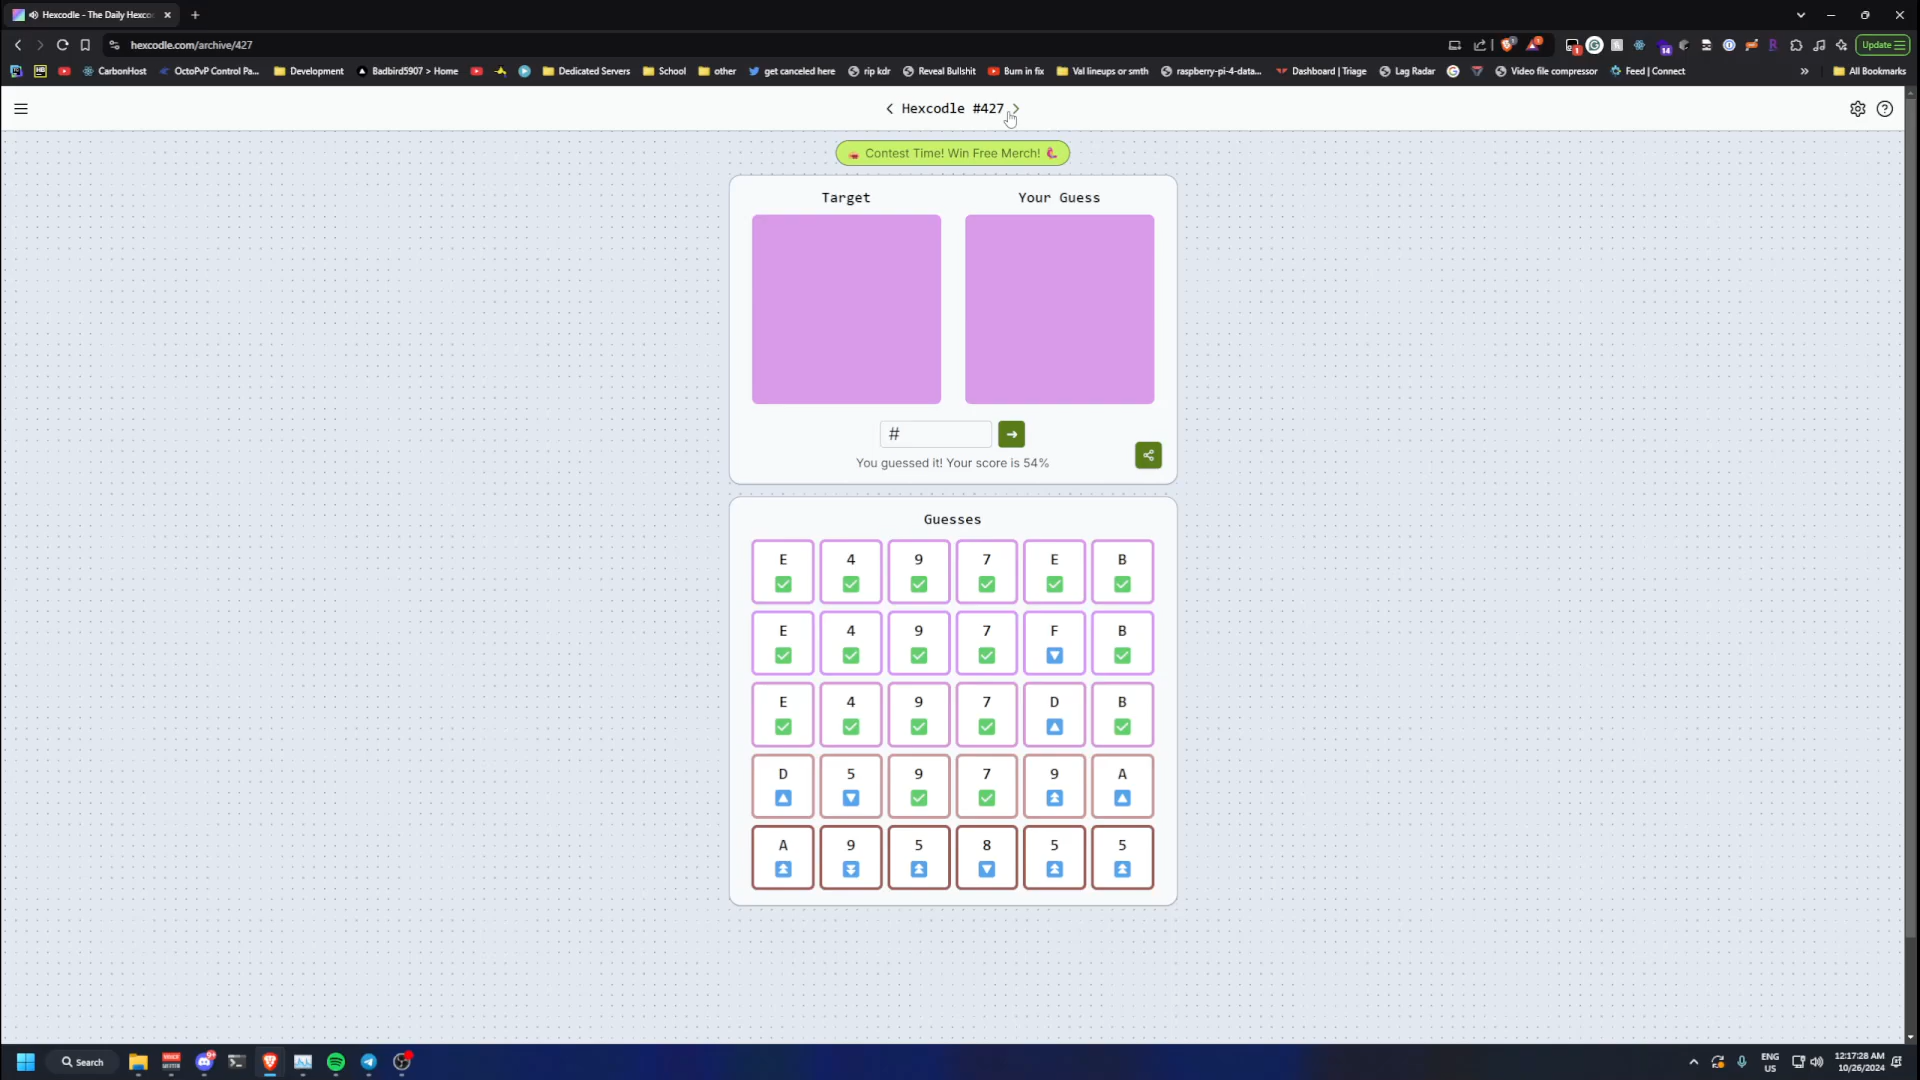 Hexcodle - The Daily Hexco
hexcodle.com/archive/427
Update
CarbonHost
OctoPvP Control Pa...
Development
Badbird5907 > Home
Dedicated Servers
School
other
get canceled here
rip kdr
Reveal Bullshit
Burn in fix
Val lineups or smth
raspberry-pi-4-data...
Dashboard | Triage
Lag Radar
Video file compressor
Feed | Connect
»
All Bookmarks
< Hexcodle #427 >
Contest Time! Win Free Merch!
Target
Your Guess
#
You guessed it! Your score is 54%
Guesses
E 4 9 7 E B
E 4 9 7 F B
E 4 9 7 D B
D 5 9 7 9 A
A 9 5 8 5 5
Search
ENG
US
12:17:28 AM
10/26/2024